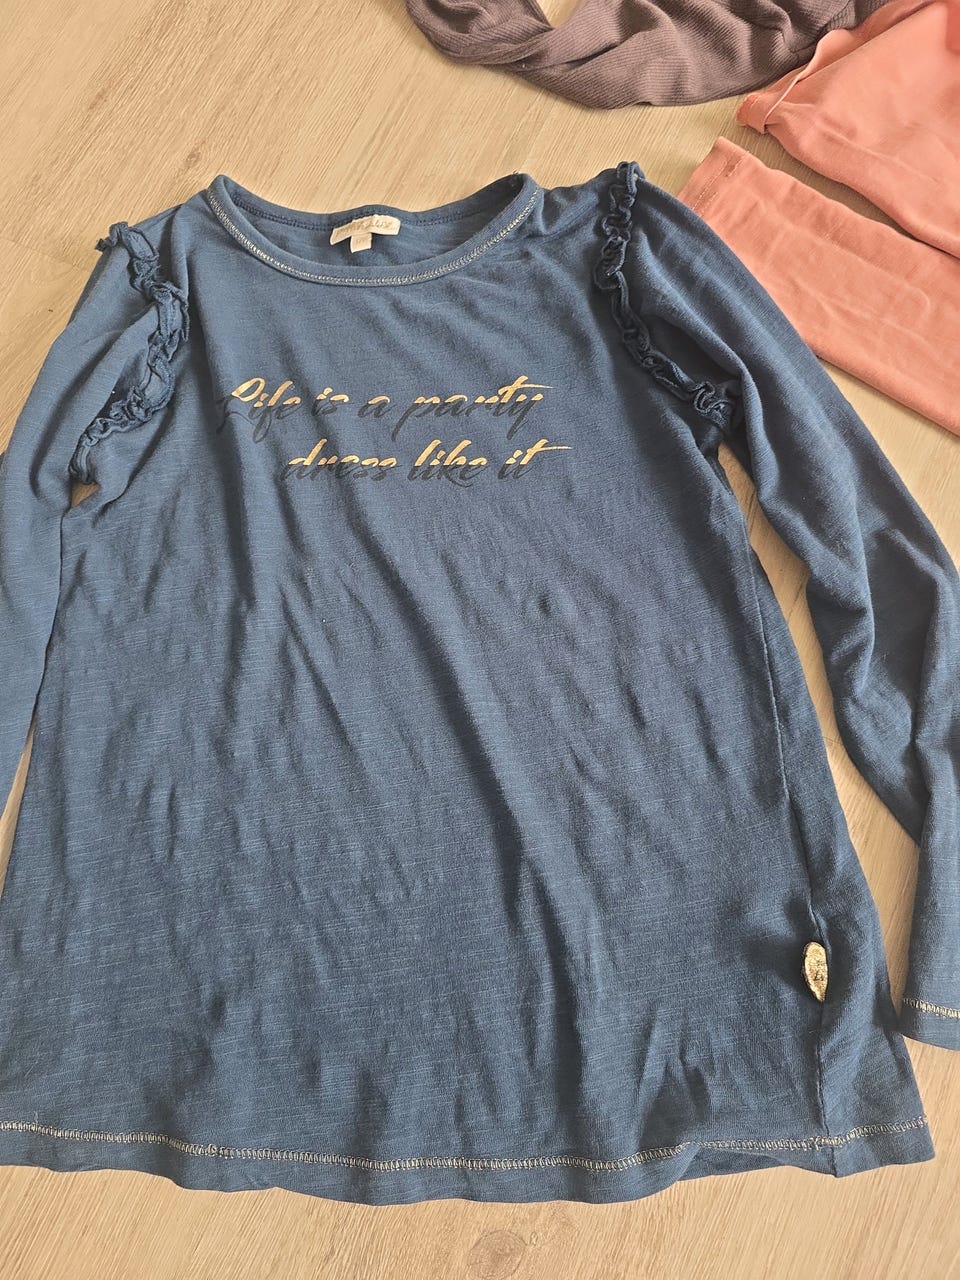 Life is a party
dress like it